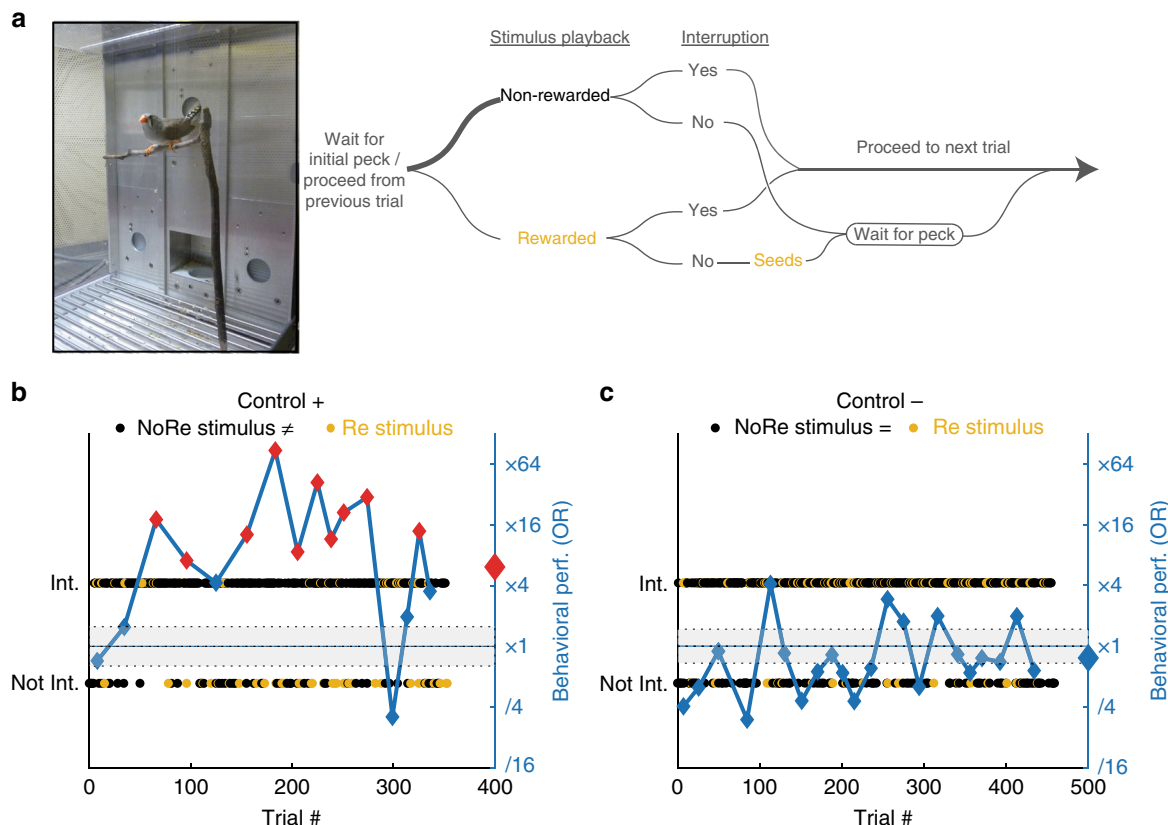 a
Stimulus playback
Interruption
Yes
Non-rewarded
No
Wait for
initial peck /
proceed from
previous trial
Proceed to next trial
Yes
Rewarded
Wait for peck
No
Seeds
b
Control +
NoRe stimulus ≠ Re stimulus
×64
×16
Int.
×4
×1
Not Int.
/4
/16
Behavioral perf. (OR)
0 100 200 300 400
Trial #
c
Control –
NoRe stimulus = Re stimulus
×64
×16
Int.
×4
×1
Not Int.
/4
/16
Behavioral perf. (OR)
0 100 200 300 400 500
Trial #